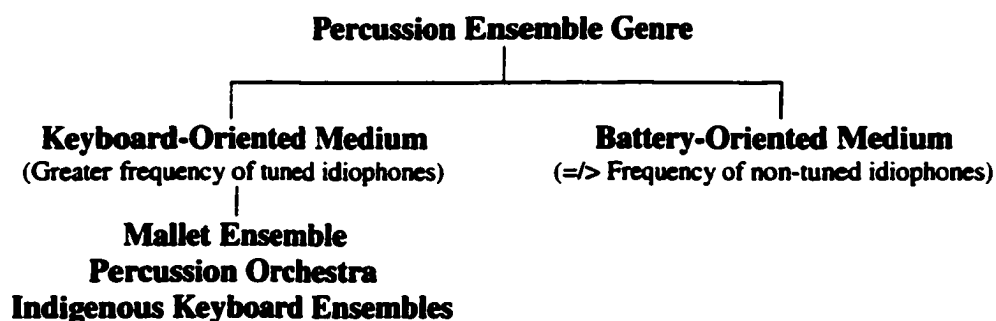 Percussion Ensemble Genre
Keyboard-Oriented Medium
(Greater frequency of tuned idiophones)
Battery-Oriented Medium
(=/> Frequency of non-tuned idiophones)
Mallet Ensemble
Percussion Orchestra
Indigenous Keyboard Ensembles